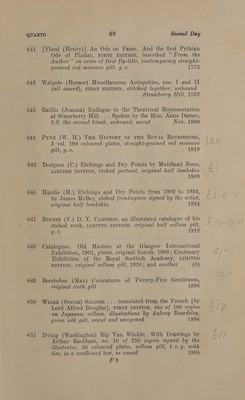 QUARTO 69 Second Day
641 [Flood (Henry)] An Ode on Fame. And the first Pythian
Ode of Pindar, FIRST EDITION, inscribed "From the
Author" on verso of first fly-title, contemporary straight-
grained red morocco gilt, g. e. 1775
642 Walpole (Horace) Miscellaneous Antiquities, nos. I and II
(all issued), FIRST EDITION, stitched together, unbound
Strawberry Hill, 1762
643 Baillie (Joanna) Epilogue to the Theatrical Representation
at Strawberry Hill . . . Spoken by the Hon. Anne Damer,
2 ll. the second blank, unbound, uncut Nov. 1800
644 PYNE (W. H.) THE HISTORY OF THE ROYAL RESIDENCES,
3 vol. 100 coloured plates, straight-grained red morocco
gilt, g. e. 1819
645 Dodgson (C.) Etchings and Dry Points by Muirhead Bone,
LIMITED EDITION, etched portrait, original half lambskin
1909
646 Hardie (M.) Etchings and Dry Points from 1902 to 1924,
by James McBey, etched frontispiece signed by the artist,
original half lambskin 1924
647 RINDER (F.) D. Y. CAMERON, an illustrated catalogue of his
etched work, LIMITED EDITION, original half vellum gilt,
g. t. 1912
648 Catalogues. Old Masters at the Glasgow International
Exhibition, 1901, plates, original boards, 1902; Centenary
Exhibition of the Royal Scottish Academy, LIMITED
EDITION, original vellum gilt, 1926; and another (3)
649 Beerbohm (Max) Caricatures of Twenty-Five Gentlemen,
original cloth gilt 1896
650 WILDE (OSCAR) SALOME . . . translated from the French [by
Lord Alfred Douglas], FIRST EDITION, one of 100 copies
on Japanese vellum, illustrations by Aubrey Beardsley,
green silk gilt, uncut and unopened 1894
651 Irving (Washington) Rip Van Winkle. With Drawings by
Arthur Rackham, no. 10 of 250 copies signed by the
illustrator, 50 coloured plates, vellum gilt, t. e. g. with
ties, in a cardboard box, as issued 1905
F 3